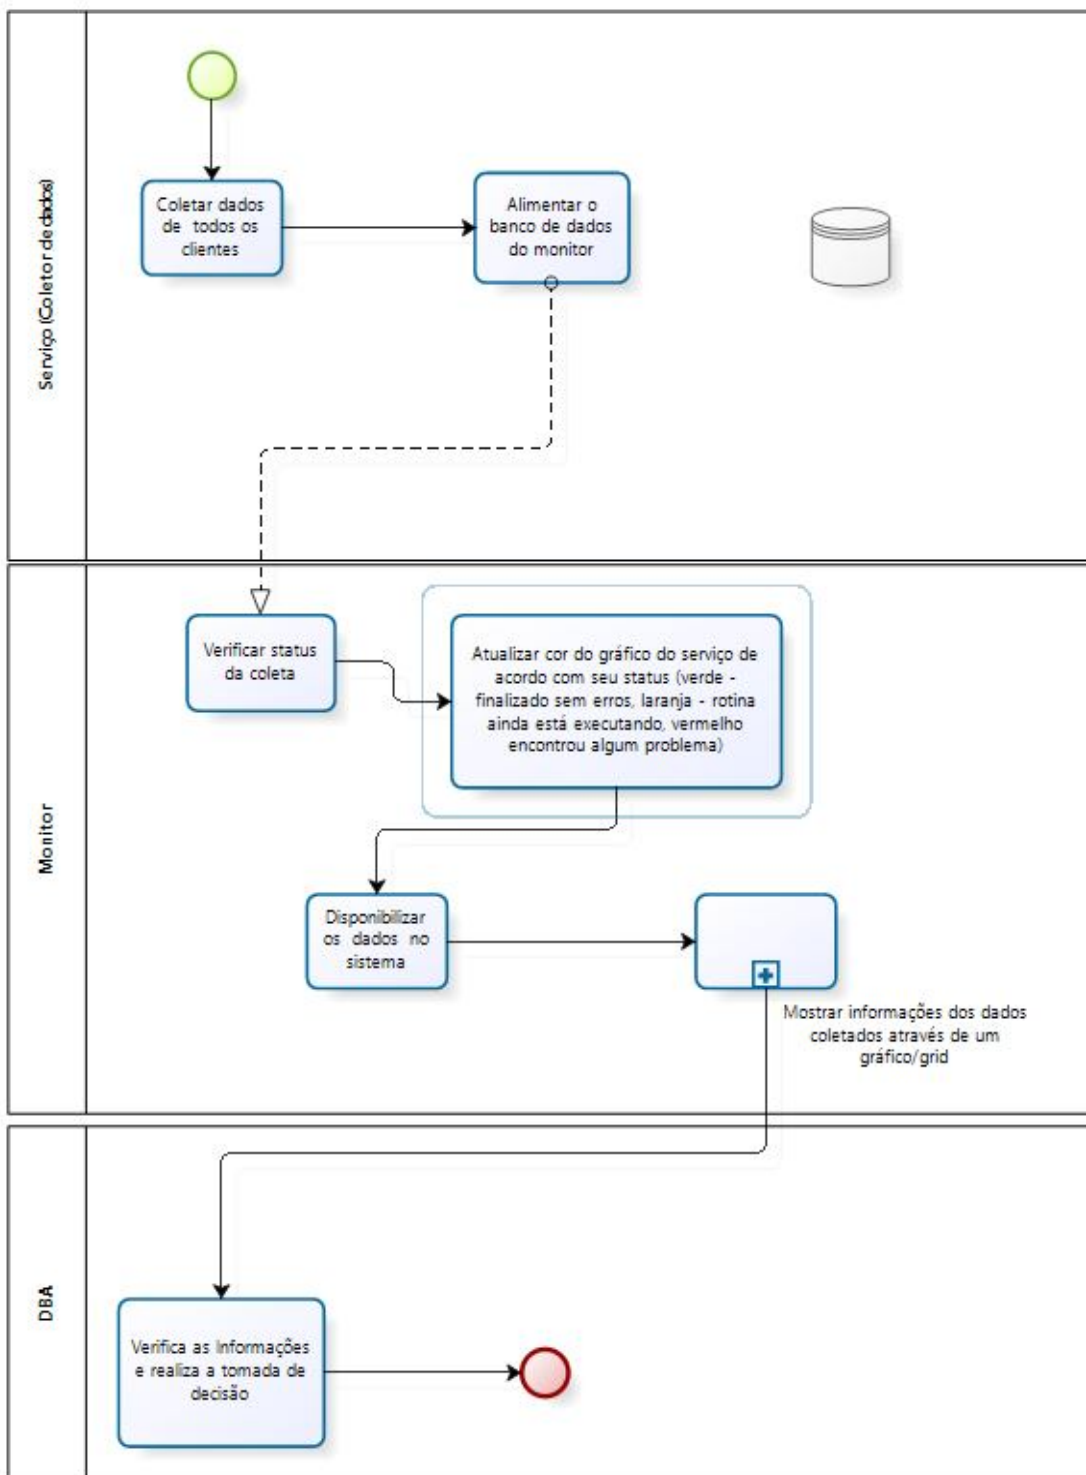 Serviço (Coletor de dados)
Coletar dados
de todos os
clientes
Alimentar o
banco de dados
do monitor
Monitor
Verificar status
da coleta
Atualizar cor do gráfico do serviço de
acordo com seu status (verde -
finalizado sem erros, laranja - rotina
ainda está executando, vermelho
encontrou algum problema)
Disponibilizar
os dados no
sistema
Mostrar informações dos dados
coletados através de um
gráfico/grid
DBA
Verifica as Informações
e realiza a tomada de
decisão